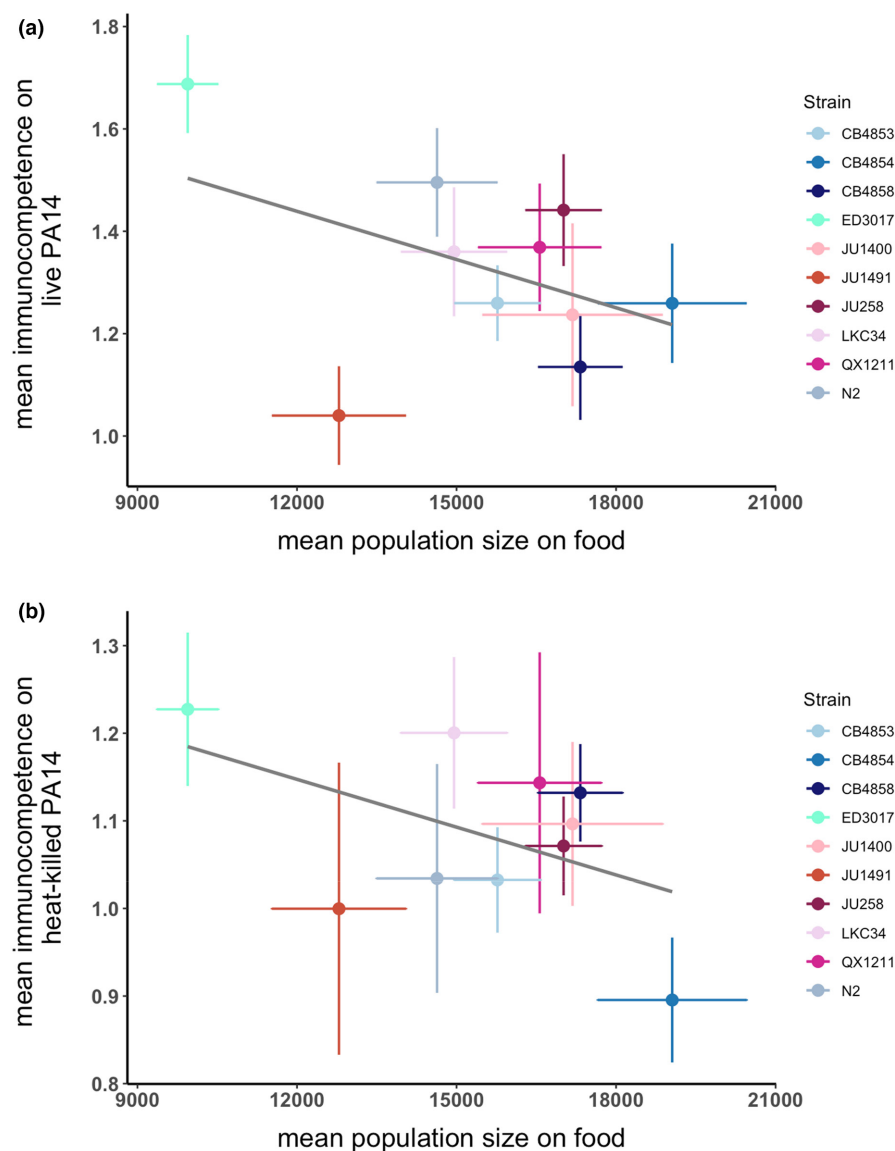 (a)
1.8
1.6
1.4
1.2
1.0
mean immunocompetence on
live PA14
9000 12000 15000 18000 21000
mean population size on food
Strain
CB4853
CB4854
CB4858
ED3017
JU1400
JU1491
JU258
LKC34
QX1211
N2
(b)
1.3
1.2
1.1
1.0
0.9
0.8
mean immunocompetence on
heat-killed PA14
9000 12000 15000 18000 21000
mean population size on food
Strain
CB4853
CB4854
CB4858
ED3017
JU1400
JU1491
JU258
LKC34
QX1211
N2